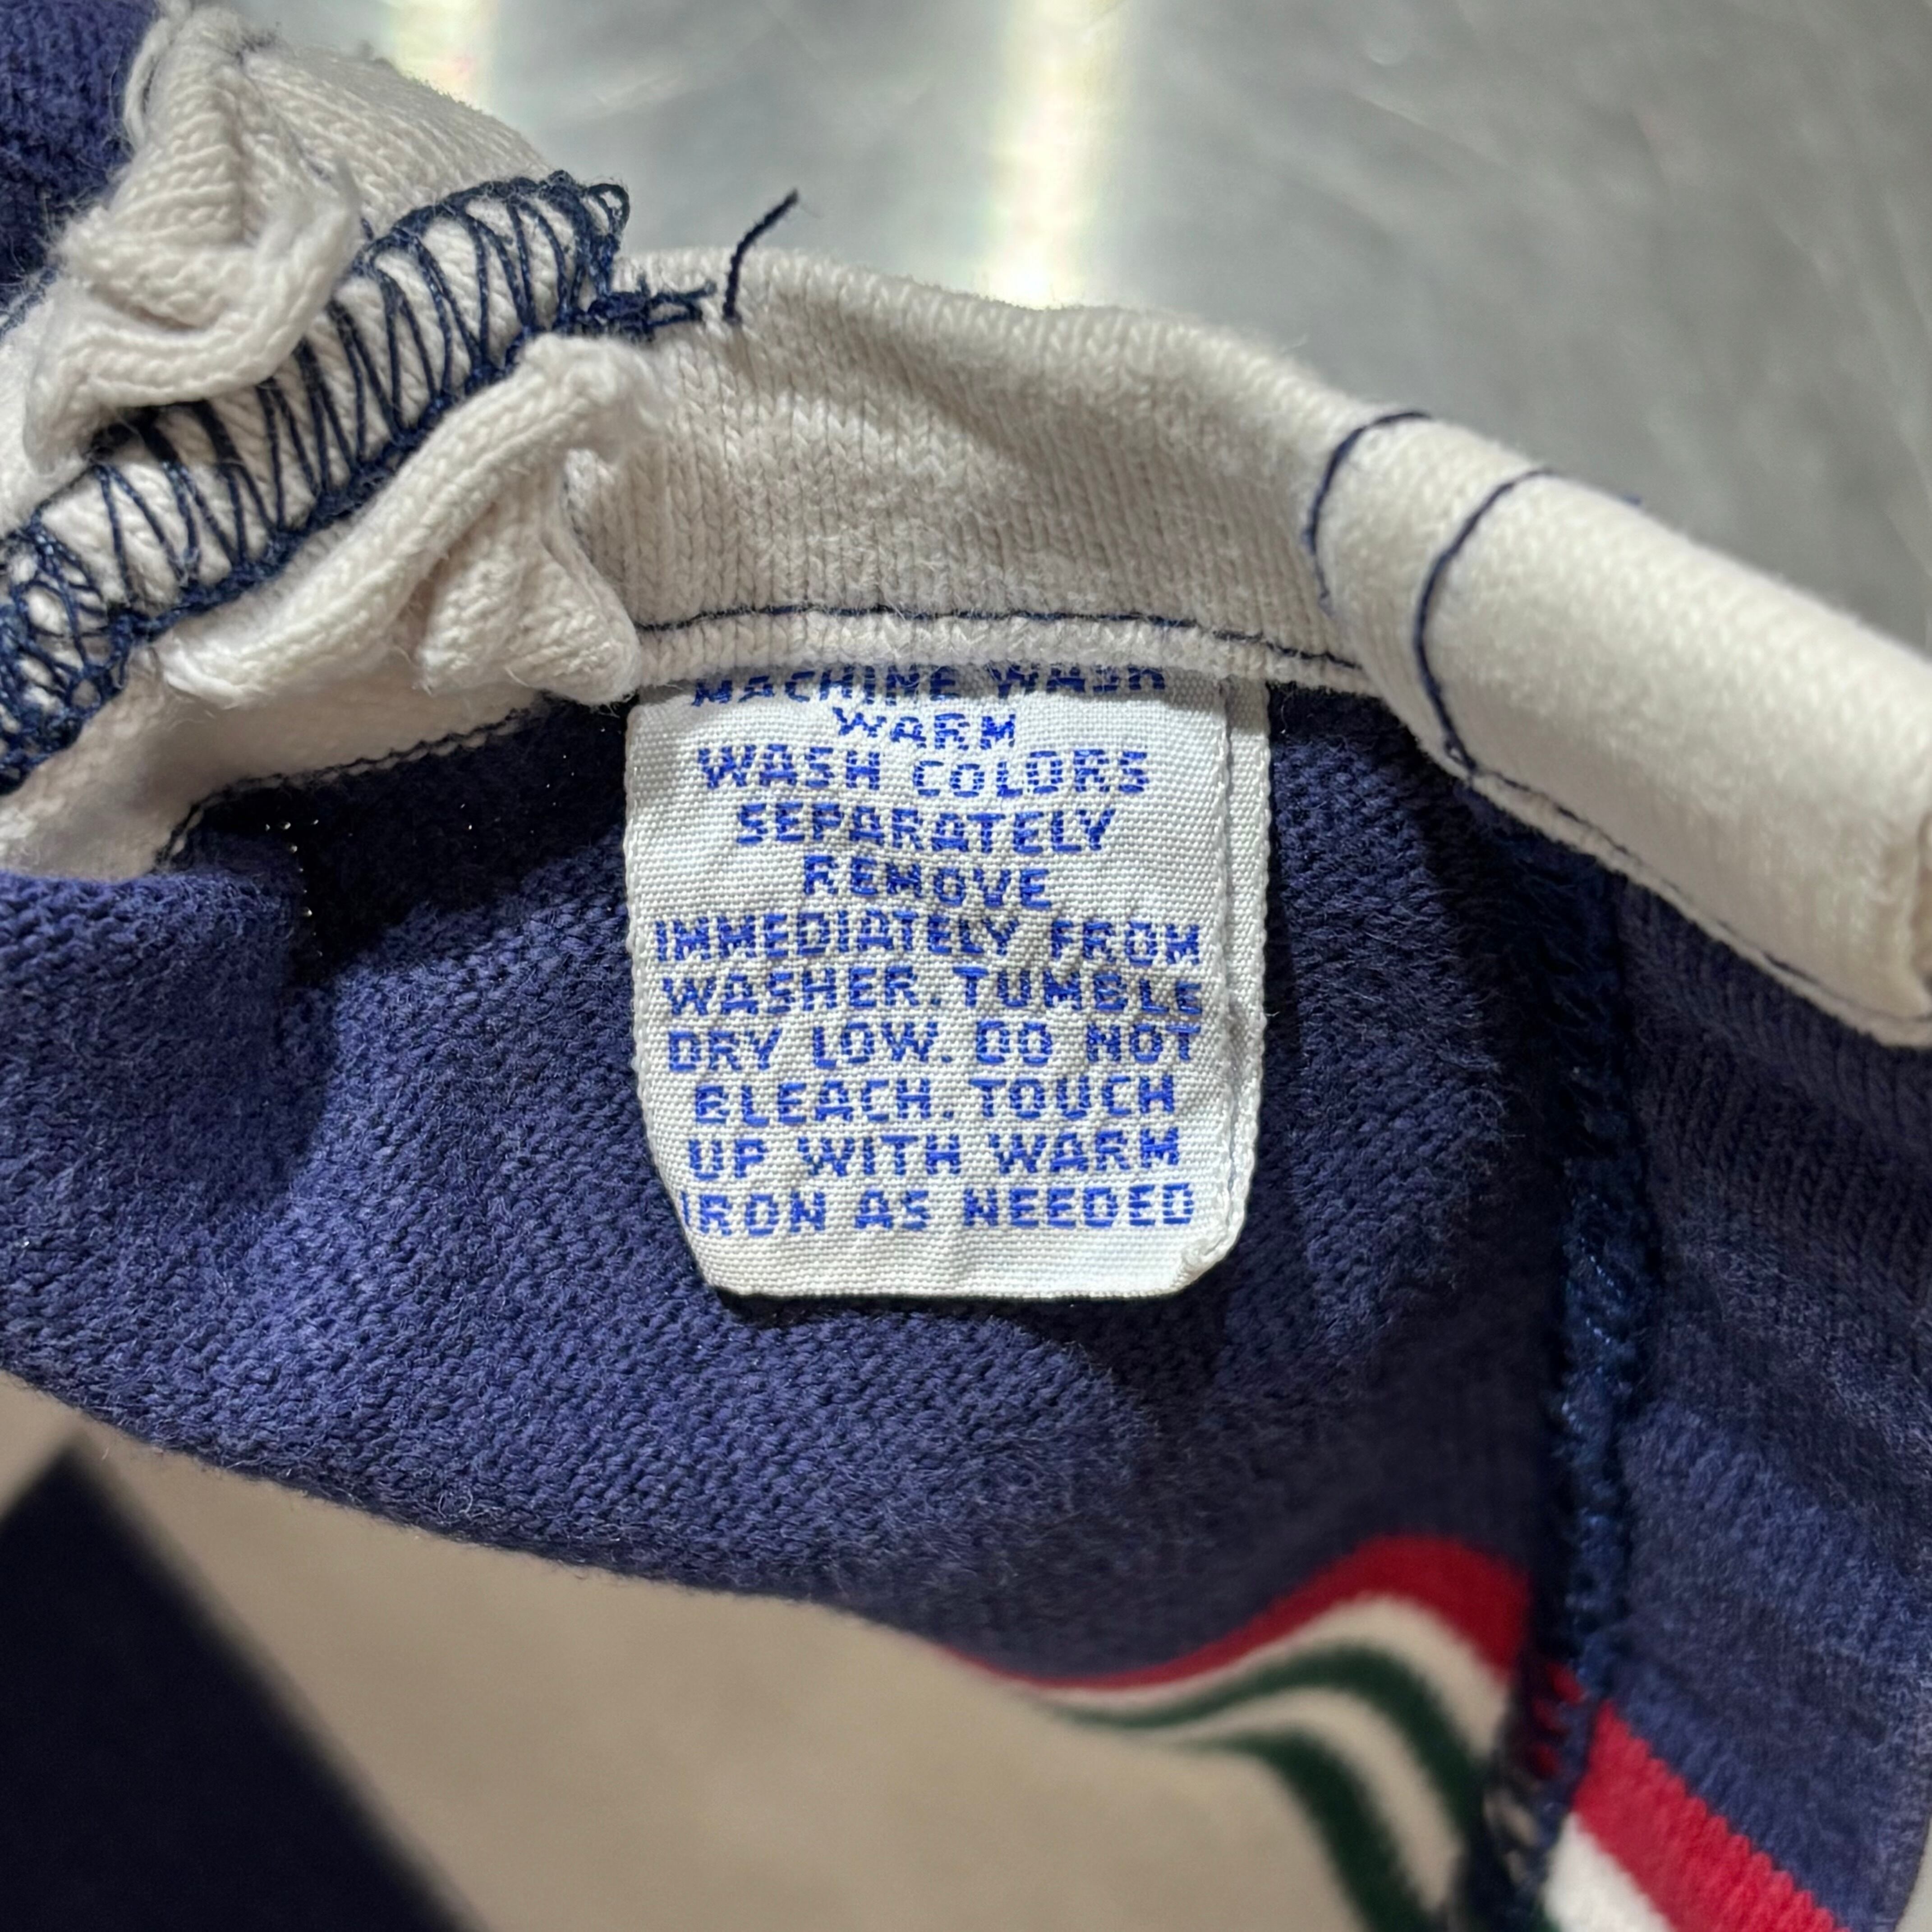 MACHINE WASH
WARM
WASH COLORS
SEPARATELY
REMOVE
IMMEDIATELY FROM
WASHER. TUMBLE
DRY LOW. DO NOT
BLEACH. TOUCH
UP WITH WARM
IRON AS NEEDED